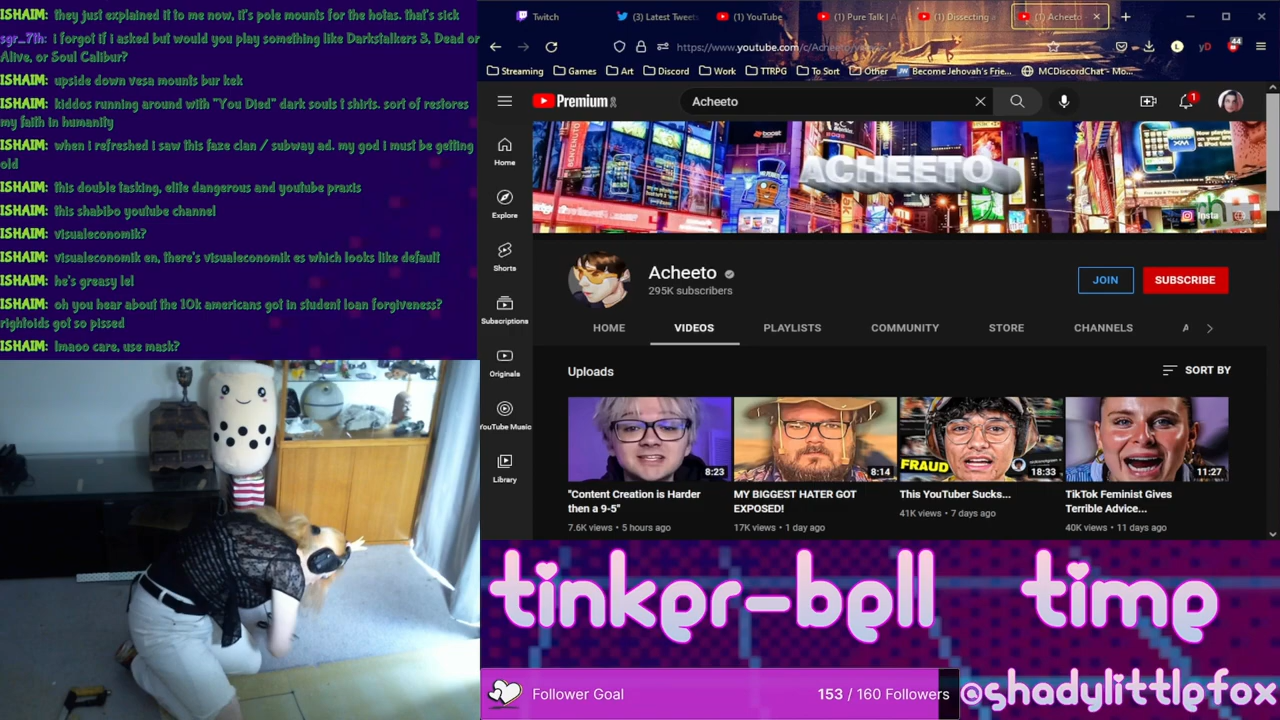 ISHAIM: they just explained it to me now, it's pole mounts for the hotas. that's sick
sgr_7th: i forgot if i asked but would you play something like Darkstalkers 3, Dead or
Alive, or Soul Calibur?
ISHAIM: upside down vesa mounts bur kek
ISHAIM: kiddos running around with "You Died" dark souls t shirts. sort of restores
my faith in humanity
ISHAIM: when i refreshed i saw this faze clan / subway ad. my god i must be getting
old
ISHAIM: this double tasking, elite dangerous and youtube praxis
ISHAIM: this shabibo youtube channel
ISHAIM: visualeconomik?
ISHAIM: visualeconomik en, there's visualeconomik es which looks like default
ISHAIM: he's greasy lel
ISHAIM: oh you hear about the 10k americans got in student loan forgiveness?
rightoids got so pissed
ISHAIM: lmaoo care, use mask?
Twitch
(3) Latest Tweets
(1) YouTube
(1) Pure Talk | A
(1) Dissecting a
(1) Acheeto
https://www.youtube.com/c/Acheeto/
44
Streaming
Games
Art
Discord
Work
TTRPG
To Sort
Other
Become Jehovah's Frie...
MCDiscordChat - Mo...
Premium
Acheeto
1
Home
Explore
Shorts
Subscriptions
Originals
YouTube Music
Library
boost
ACHEETO
Insta
Acheeto
295K subscribers
JOIN
SUBSCRIBE
HOME
VIDEOS
PLAYLISTS
COMMUNITY
STORE
CHANNELS
A
Uploads
SORT BY
8:23
8:14
FRAUD
18:33
11:27
"Content Creation is Harder
then a 9-5"
7.6K views • 5 hours ago
MY BIGGEST HATER GOT
EXPOSED!
17K views • 1 day ago
This YouTuber Sucks...
41K views • 7 days ago
TikTok Feminist Gives
Terrible Advice...
40K views • 11 days ago
tinker-bell time
Follower Goal
153 / 160 Followers
@shadylittlefox